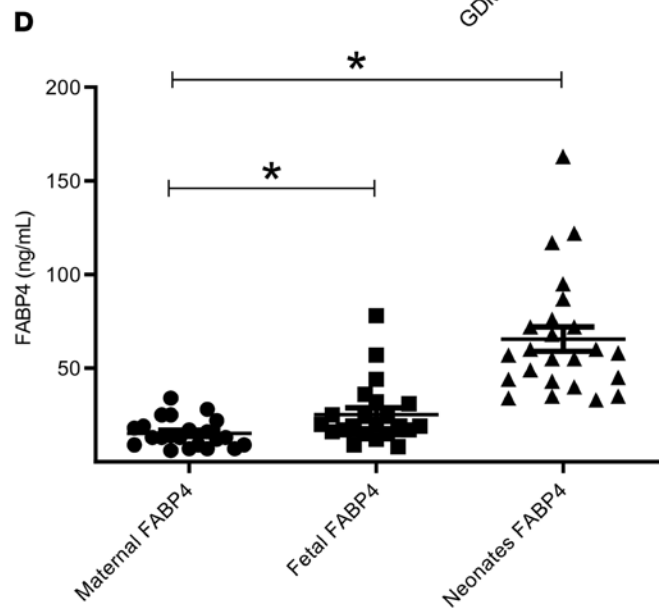 D
*
200
*
150
100
50
FABP4 (ng/mL)
Maternal FABP4
Fetal FABP4
Neonates FABP4